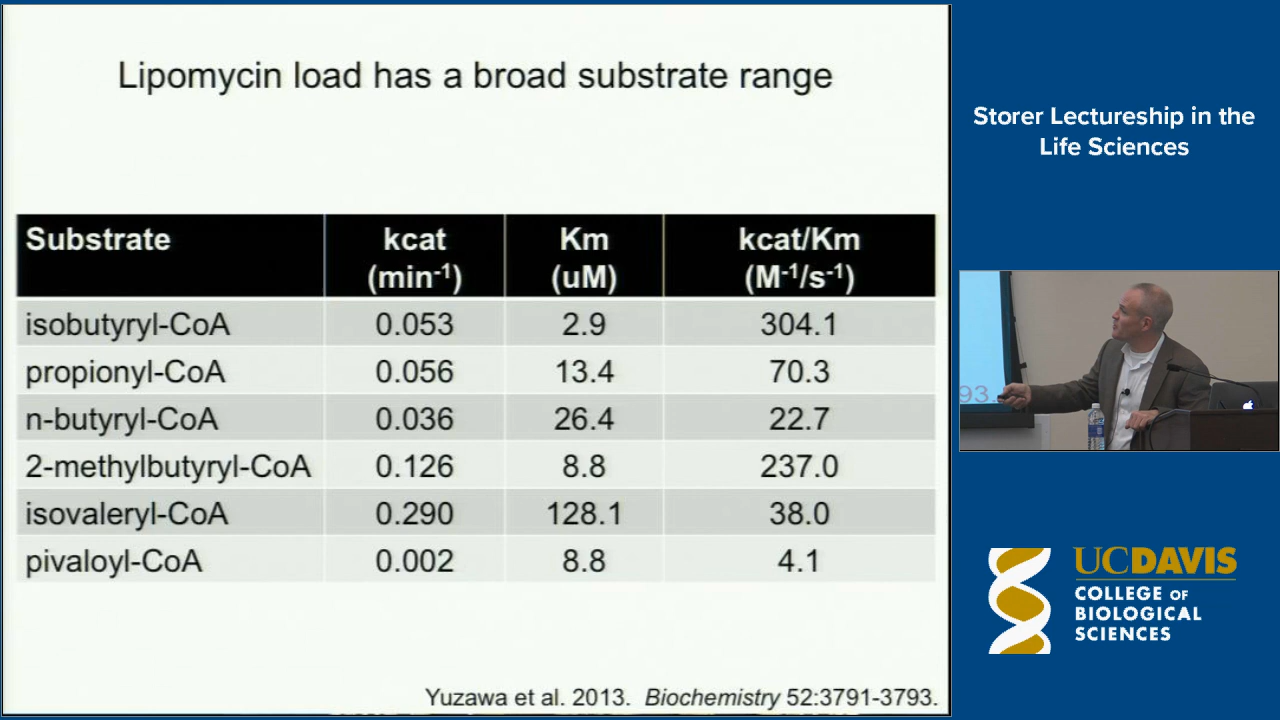 Lipomycin load has a broad substrate range
Substrate kcat (min-1) Km (uM) kcat/Km (M-1/s-1)
isobutyryl-CoA 0.053 2.9 304.1
propionyl-CoA 0.056 13.4 70.3
n-butyryl-CoA 0.036 26.4 22.7
2-methylbutyryl-CoA 0.126 8.8 237.0
isovaleryl-CoA 0.290 128.1 38.0
pivaloyl-CoA 0.002 8.8 4.1
Yuzawa et al. 2013. Biochemistry 52:3791-3793.
Storer Lectureship in the
Life Sciences
93.
UCDAVIS
COLLEGE OF
BIOLOGICAL
SCIENCES